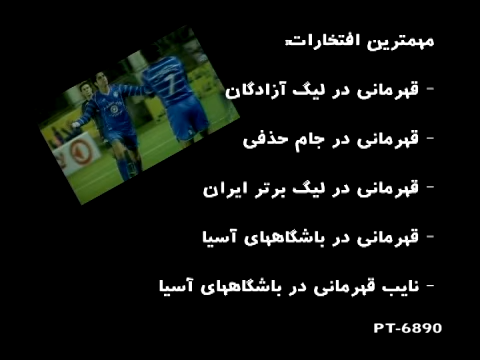 مهمترین افتخارات:
- قهرمانی در لیگ آزادگان
- قهرمانی در جام حذفی
- قهرمانی در لیگ برتر ایران
- قهرمانی در باشگاههای آسیا
- نایب قهرمانی در باشگاههای آسیا
PT-6890
7